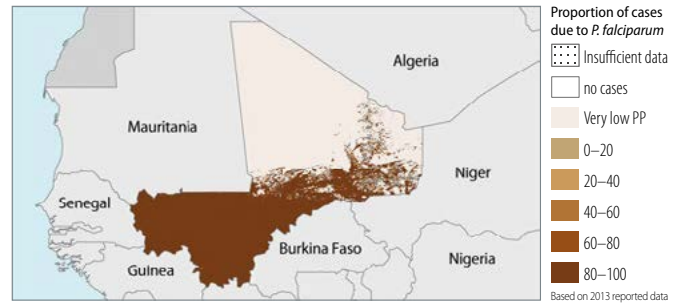 Algeria
Mauritania
Niger
Senegal
Burkina Faso
Guinea
Nigeria
Proportion of cases
due to P. falciparum
Insufficient data
no cases
Very low PP
0–20
20–40
40–60
60–80
80–100
Based on 2013 reported data